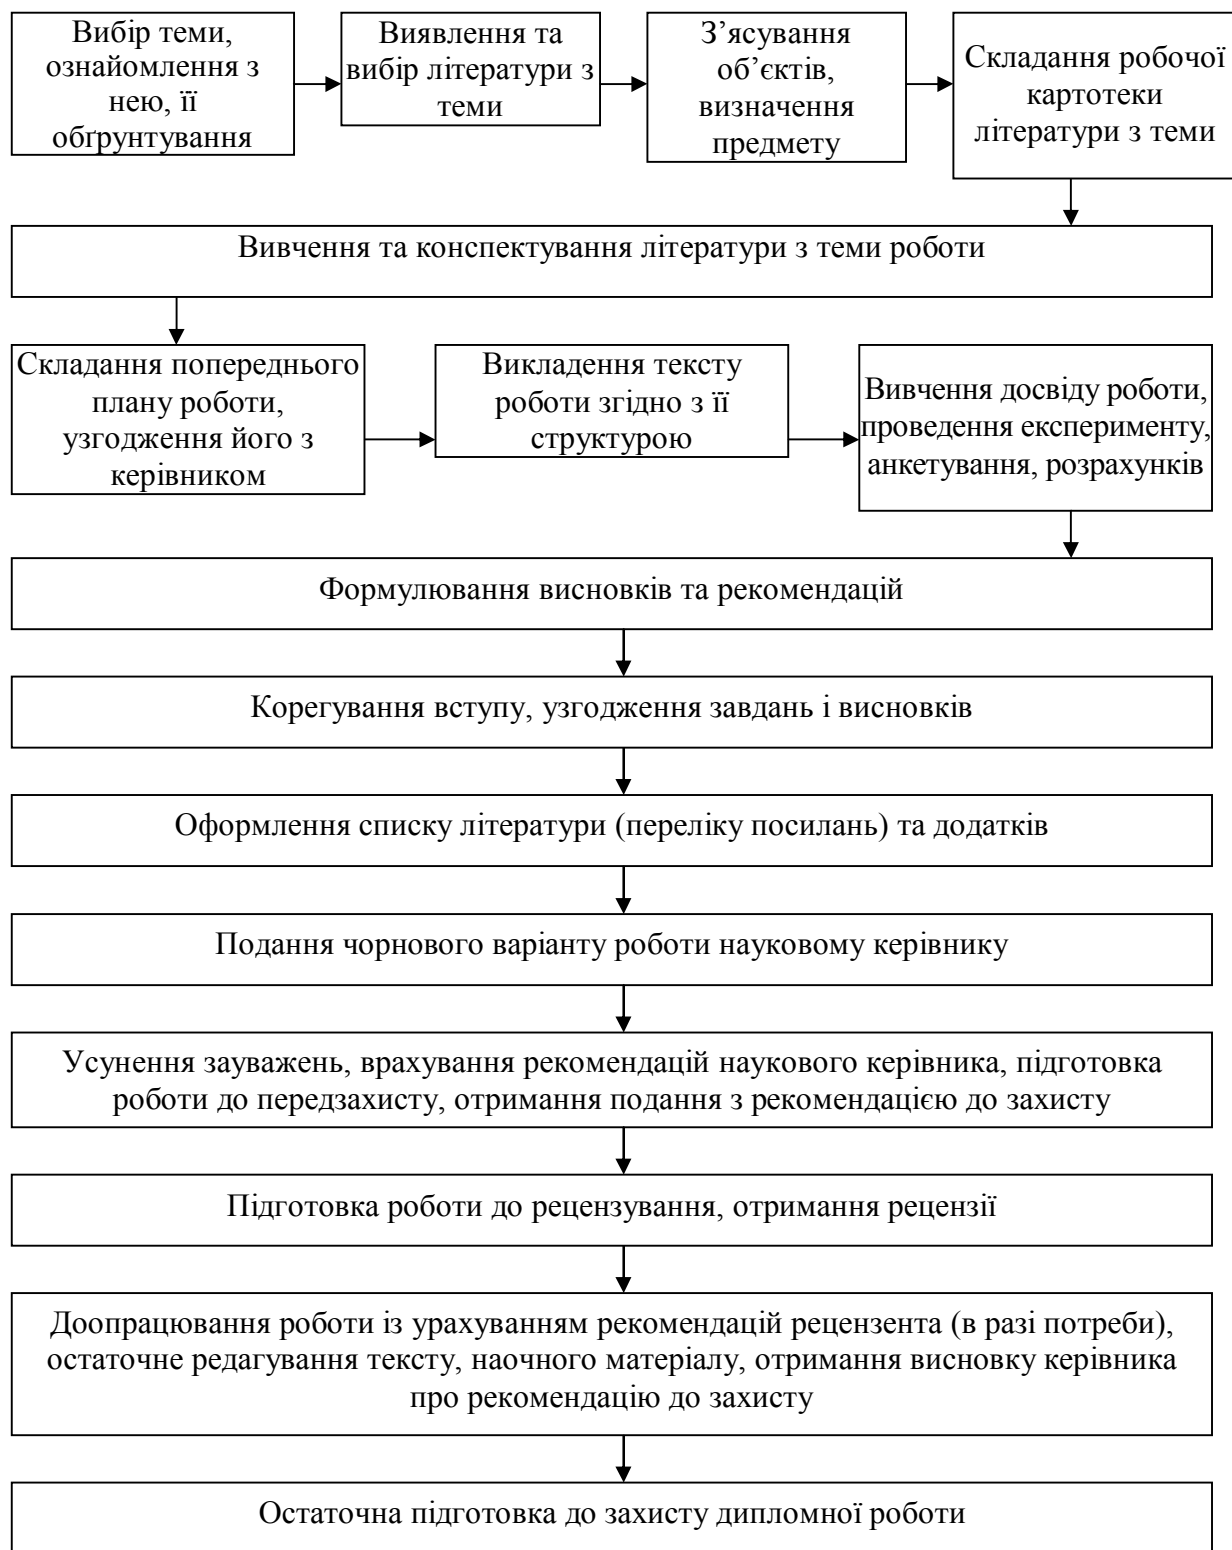 Вибір теми,
ознайомлення з
нею, її
обґрунтування
Виявлення та
вибір літератури з
теми
З’ясування
об’єктів,
визначення
предмету
Складання робочої
картотеки
літератури з теми
Вивчення та конспектування літератури з теми роботи
Складання попереднього
плану роботи,
узгодження його з
керівником
Викладення тексту
роботи згідно з її
структурою
Вивчення досвіду роботи,
проведення експерименту,
анкетування, розрахунків
Формулювання висновків та рекомендацій
Корегування вступу, узгодження завдань і висновків
Оформлення списку літератури (переліку посилань) та додатків
Подання чорнового варіанту роботи науковому керівнику
Усунення зауважень, врахування рекомендацій наукового керівника, підготовка
роботи до передзахисту, отримання подання з рекомендацією до захисту
Підготовка роботи до рецензування, отримання рецензії
Доопрацювання роботи із урахуванням рекомендацій рецензента (в разі потреби),
остаточне редагування тексту, наочного матеріалу, отримання висновку керівника
про рекомендацію до захисту
Остаточна підготовка до захисту дипломної роботи